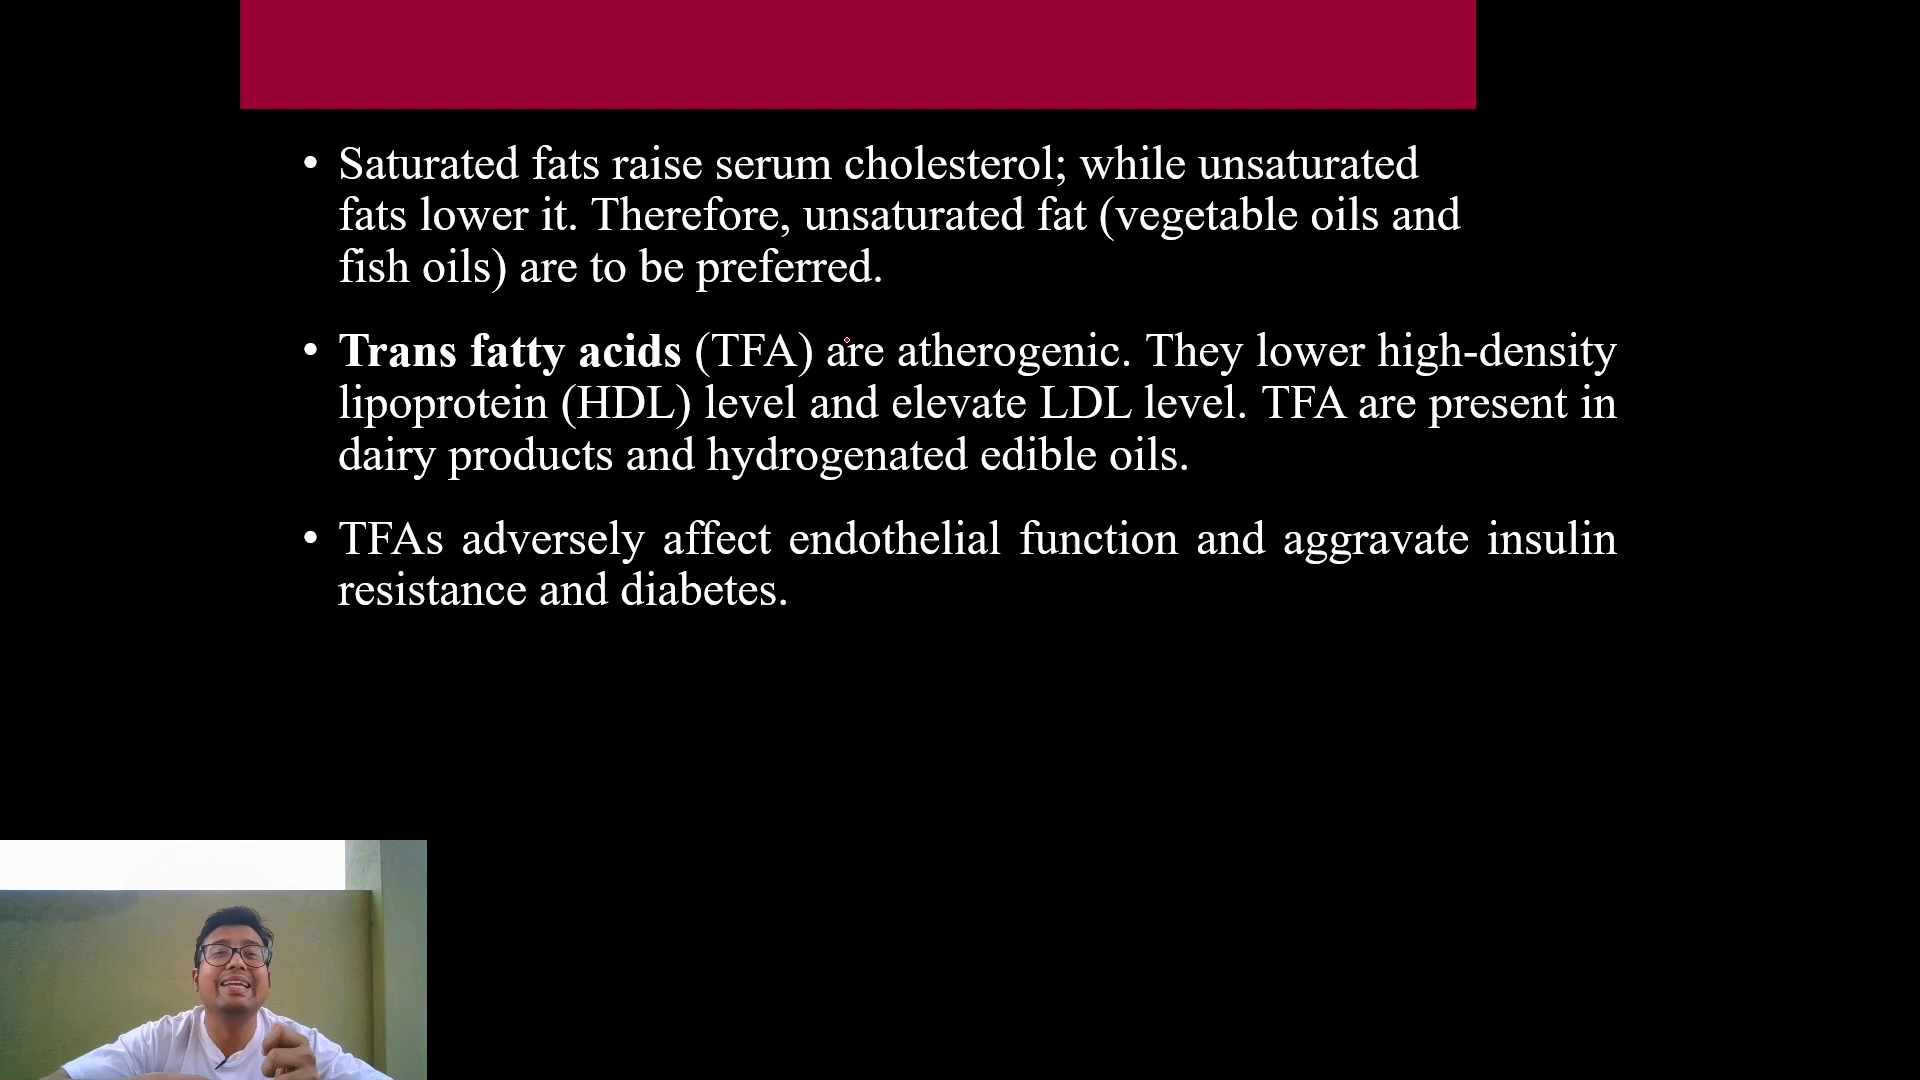 • Saturated fats raise serum cholesterol; while unsaturated
fats lower it. Therefore, unsaturated fat (vegetable oils and
fish oils) are to be preferred.
• Trans fatty acids (TFA) are atherogenic. They lower high-density
lipoprotein (HDL) level and elevate LDL level. TFA are present in
dairy products and hydrogenated edible oils.
• TFAs adversely affect endothelial function and aggravate insulin
resistance and diabetes.